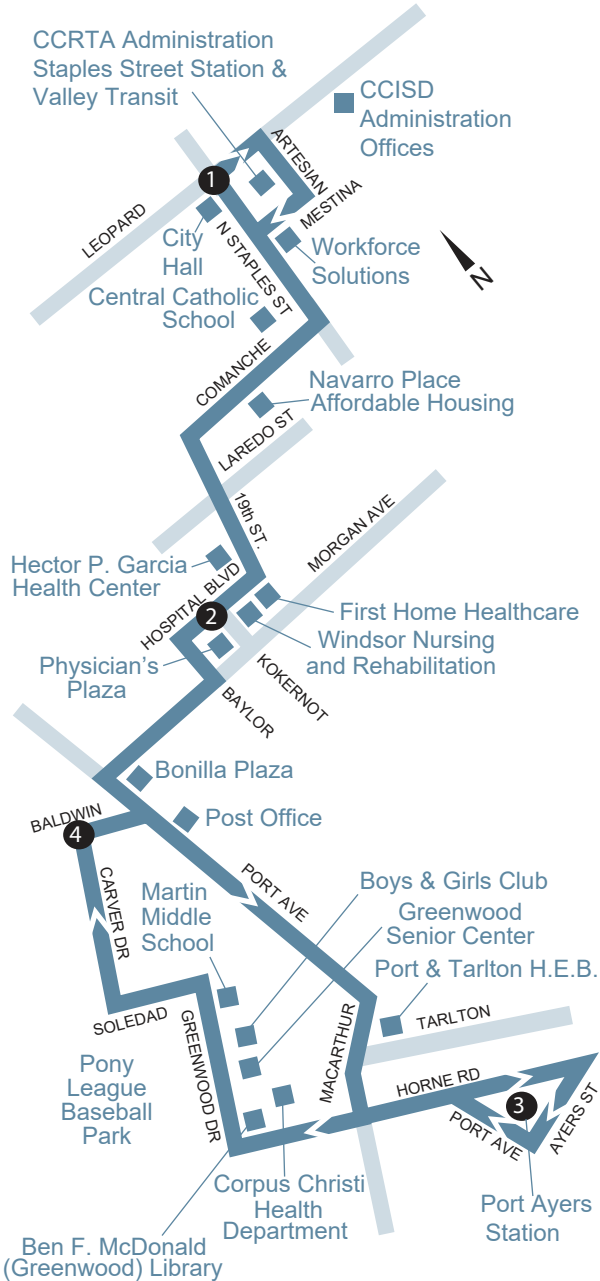 CCRTA Administration
Staples Street Station &
Valley Transit
CCISD
Administration
Offices
ARTESIAN
1
MESTINA
LEOPARD
City
Hall
N STAPLES ST
Workforce
Solutions
N
Central Catholic
School
COMANCHE
Navarro Place
Affordable Housing
LAREDO ST
19th ST.
MORGAN AVE
Hector P. Garcia
Health Center
HOSPITAL BLVD
2
First Home Healthcare
Windsor Nursing
and Rehabilitation
Physician's
Plaza
KOKERNOT
BAYLOR
Bonilla Plaza
BALDWIN
4
Post Office
CARVER DR
PORT AVE
Martin
Middle
School
Boys & Girls Club
Greenwood
Senior Center
Port & Tarlton H.E.B.
TARLTON
SOLEDAD
GREENWOOD DR
MACARTHUR
Pony
League
Baseball
Park
HORNE RD
3
PORT AVE
AYERS ST
Corpus Christi
Health
Department
Port Ayers
Station
Ben F. McDonald
(Greenwood) Library